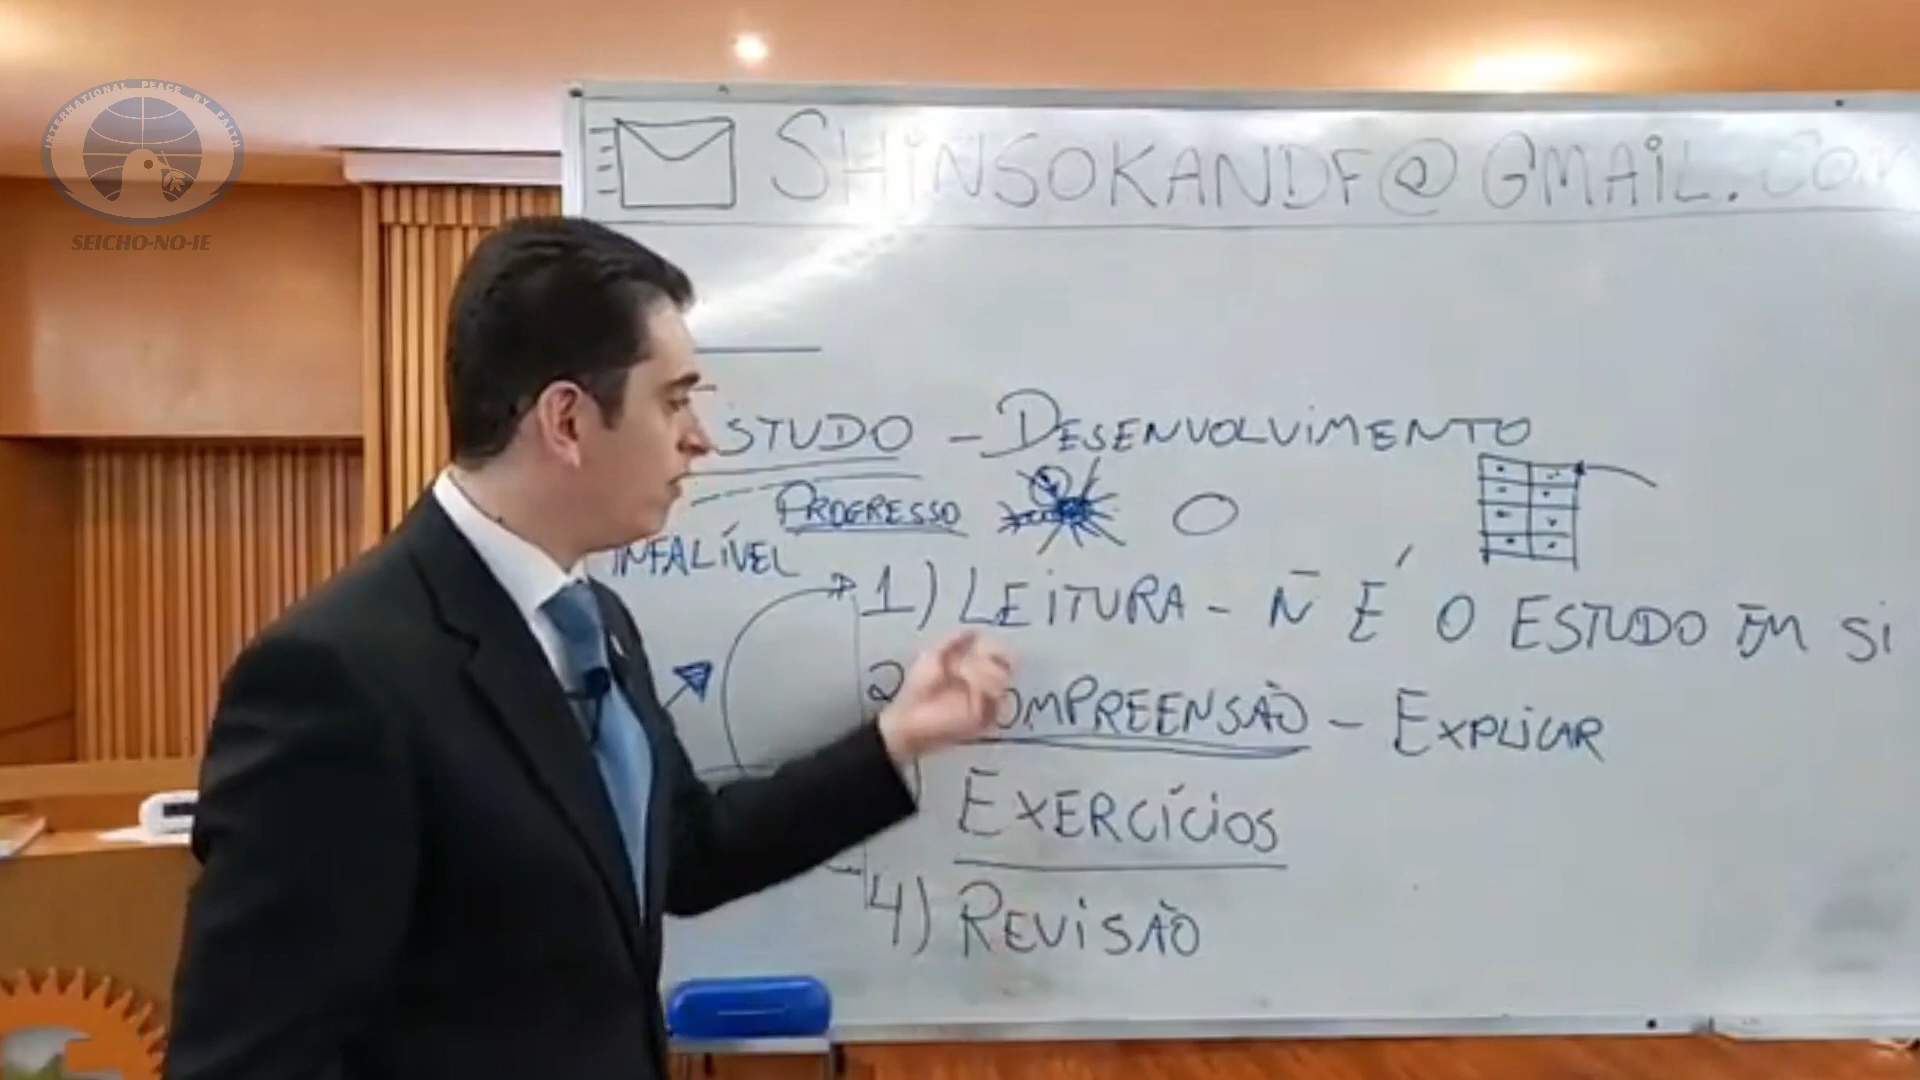 INTERNATIONAL PEACE BY FAITH
SEICHO-NO-IE
SHINSOKANDF@GMAIL.COM
STUDO - DESENVOLVIMENTO
PROGRESSO
INFALÍVEL
1) LEITURA - Ñ É O ESTUDO EM SI
2 OMPREENSÃO - EXPLICAR
) EXERCÍCIOS
4) REVISÃO